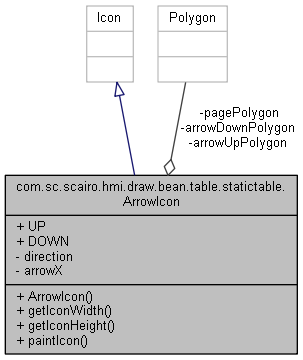 Icon
Polygon
-pagePolygon
-arrowDownPolygon
-arrowUpPolygon
com.sc.scairo.hmi.draw.bean.table.statictable.
ArrowIcon
+ UP
+ DOWN
- direction
- arrowX
+ ArrowIcon()
+ getIconWidth()
+ getIconHeight()
+ paintIcon()